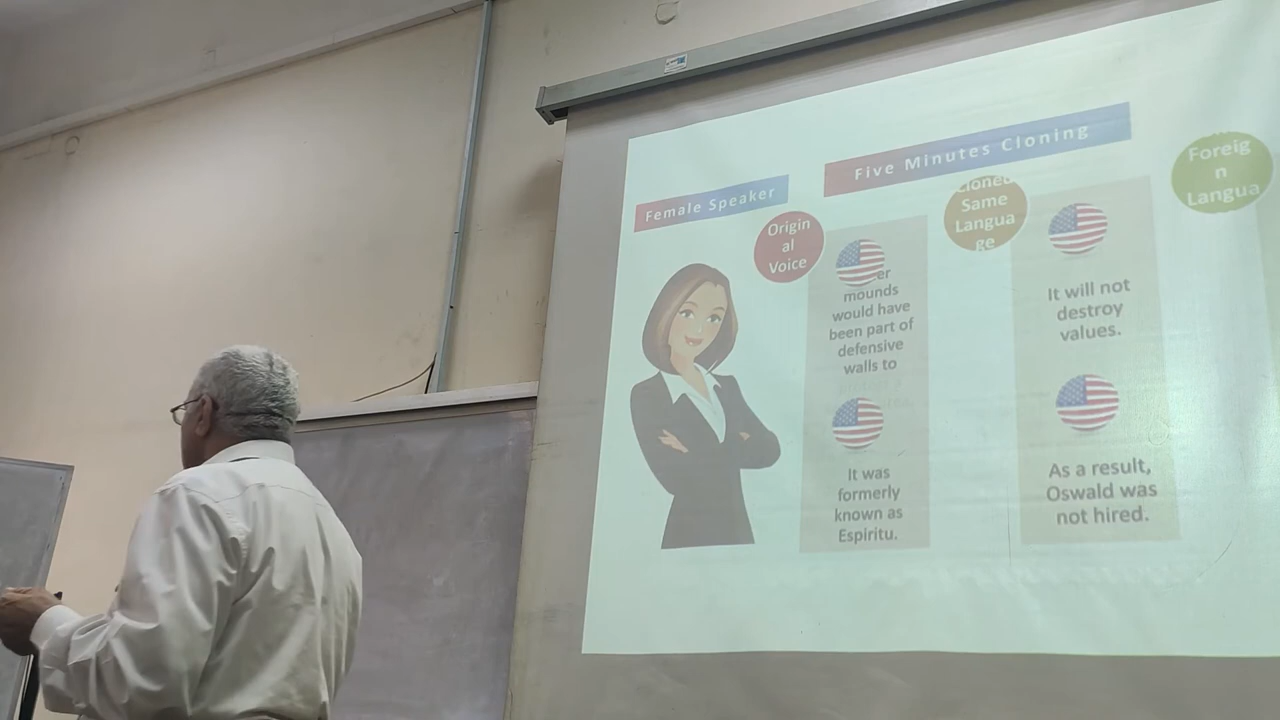 Five Minutes Cloning
Female Speaker
Origin
al
Voice
er
mounds
would have
been part of
defensive
walls to
It was
formerly
known as
Espiritu.
Cloned
Same
Langua
ge
It will not
destroy
values.
As a result,
Oswald was
not hired.
Foreig
n
Langua